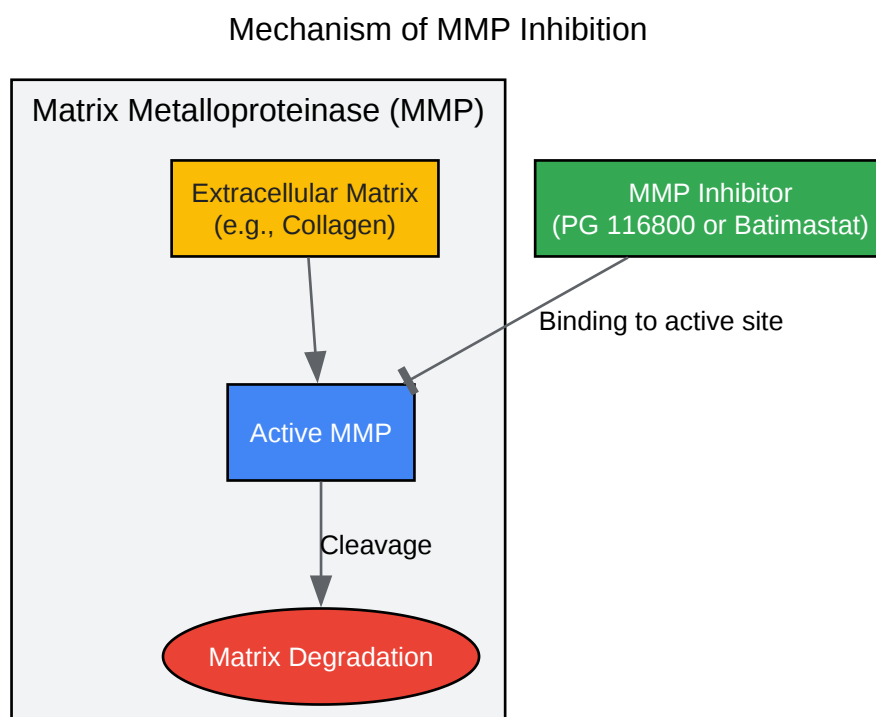 Mechanism of MMP Inhibition
Matrix Metalloproteinase (MMP)
Extracellular Matrix
(e.g., Collagen)
MMP Inhibitor
(PG 116800 or Batimastat)
Binding to active site
Active MMP
Cleavage
Matrix Degradation